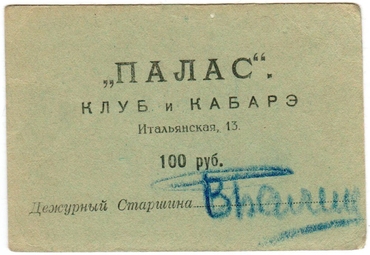 „ПАЛАС“.
КЛУБ и КАБАРЭ
Итальянская, 13.
100 руб.
Дежурный Старшина